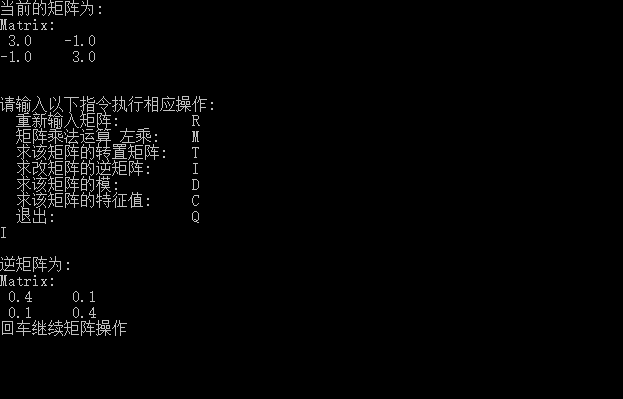 当前的矩阵为:
Matrix:
3.0 -1.0
-1.0 3.0
请输入以下指令执行相应操作:
重新输入矩阵: R
矩阵乘法运算 左乘: M
求该矩阵的转置矩阵: T
求改矩阵的逆矩阵: I
求该矩阵的模: D
求该矩阵的特征值: C
退出: Q
I
逆矩阵为:
Matrix:
0.4 0.1
0.1 0.4
回车继续矩阵操作